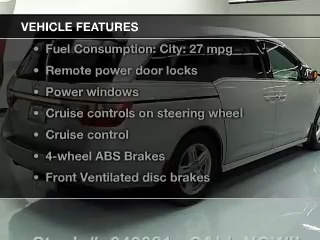 VEHICLE FEATURES
• Fuel Consumption: City: 27 mpg
• Remote power door locks
• Power windows
• Cruise controls on steering wheel
• Cruise control
• 4-wheel ABS Brakes
• Front Ventilated disc brakes